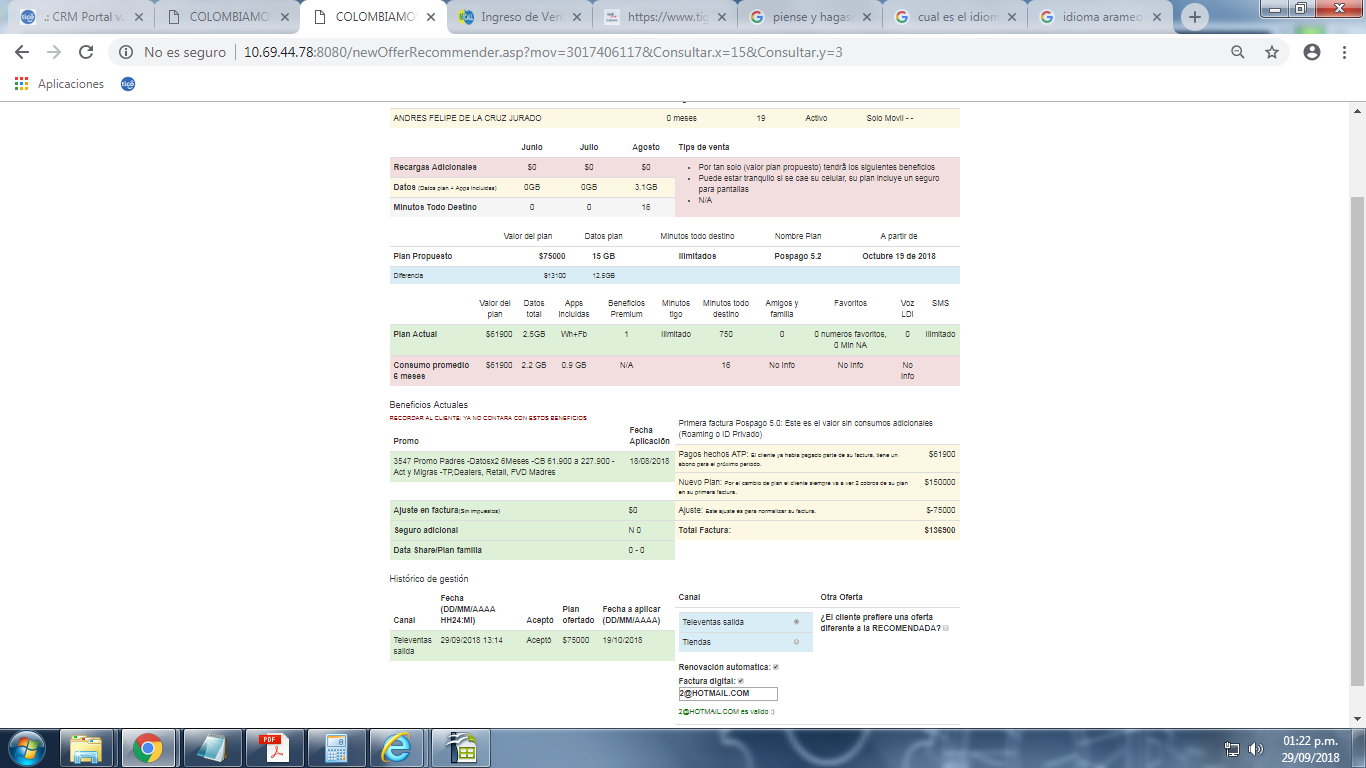 .: CRM Portal v. COLOMBIAMO COLOMBIAMO Ingreso de Ven https://www.tig piense y hagas cual es el idiom idioma arameo
No es seguro 10.69.44.78:8080/newOfferRecommender.asp?mov=3017406117&Consultar.x=15&Consultar.y=3
Aplicaciones tigo
ANDRES FELIPE DE LA CRUZ JURADO 0 meses 19 Activo Solo Movil - -
Junio Julio Agosto Tips de venta
Recargas Adicionales $0 $0 $0
Datos (Datos plan + Apps Incluidas) 0GB 0GB 3.1GB
Minutos Todo Destino 0 0 16
• Por tan solo (valor plan propuesto) tendrá los siguientes beneficios
• Puede estar tranquilo si se cae su celular, su plan incluye un seguro
para pantallas
• N/A
Valor del plan Datos plan Minutos todo destino Nombre Plan A partir de
Plan Propuesto $75000 15 GB Ilimitados Pospago 5.2 Octubre 19 de 2018
Diferencia $13100 12.5GB
Valor del Datos Apps Beneficios Minutos Minutos todo Amigos y Favoritos Voz SMS
plan total incluidas Premium tigo destino familia LDI
Plan Actual $61900 2.5GB Wh+Fb 1 Ilimitado 750 0 0 numeros favoritos, 0 Ilimitado
0 Min NA
Consumo promedio $61900 2.2 GB 0.9 GB N/A 16 No Info No Info No
6 meses Info
Beneficios Actuales
RECORDAR AL CLIENTE: YA NO CONTARA CON ESTOS BENEFICIOS
Fecha
Promo Aplicación
3547 Promo Padres -Datosx2 6Meses -CB 61.900 a 227.900 - 18/08/2018
Act y Migras -TP,Dealers, Retail, FVD Madres
Ajuste en factura(Sin impuestos) $0
Seguro adicional N 0
Data Share/Plan familia 0 - 0
Primera factura Pospago 5.0: Este es el valor sin consumos adicionales
(Roaming o ID Privado)
Pagos hechos ATP: El cliente ya había pagado parte de su factura, tiene un $61900
abono para el próximo periodo.
Nuevo Plan: Por el cambio de plan el cliente siempre va a ver 2 cobros de su plan $150000
en su primera factura.
Ajuste: Este ajuste es para normalizar su factura. $-75000
Total Factura: $136900
Histórico de gestión
Fecha
(DD/MM/AAAA Plan Fecha a aplicar
Canal HH24:MI) Aceptó ofertado (DD/MM/AAAA)
Televentas 29/09/2018 13:14 Aceptó $75000 19/10/2018
salida
Canal Otra Oferta
Televentas salida
Tiendas
¿El cliente prefiere una oferta
diferente a la RECOMENDADA?
Renovación automatica:
Factura digital:
2@HOTMAIL.COM
2@HOTMAIL.COM es valido :)
PDF
01:22 p.m.
29/09/2018